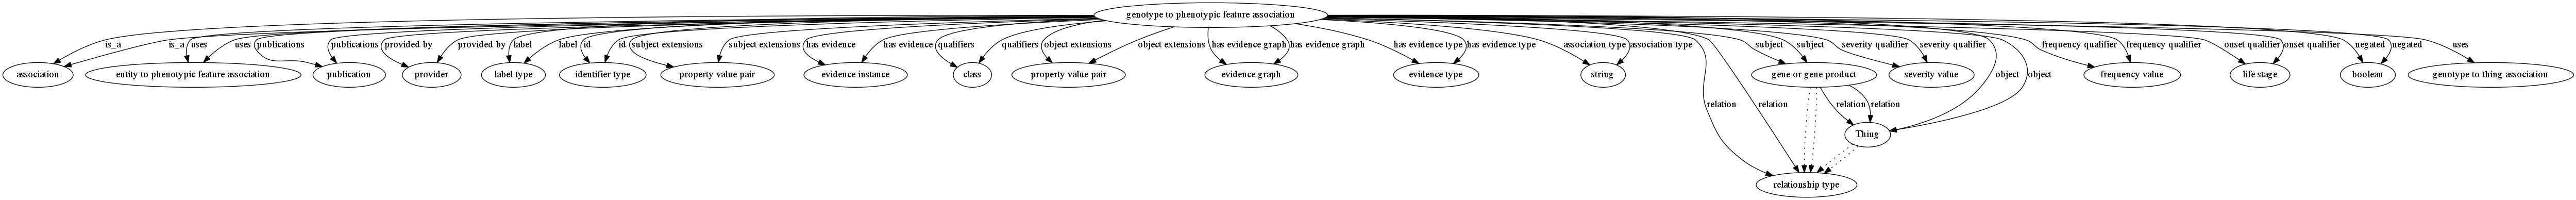 genotype to phenotypic feature association
is_a
is_a
uses
uses
publications
publications
provided by
provided by
label
label
id
id
subject extensions
subject extensions
has evidence
has evidence
qualifiers
qualifiers
object extensions
object extensions
has evidence graph
has evidence graph
has evidence type
has evidence type
association type
association type
subject
subject
severity qualifier
severity qualifier
object
object
frequency qualifier
frequency qualifier
onset qualifier
onset qualifier
negated
negated
uses
association
entity to phenotypic feature association
publication
provider
label type
identifier type
property value pair
evidence instance
class
property value pair
evidence graph
evidence type
string
gene or gene product
severity value
frequency value
life stage
boolean
genotype to thing association
relation
relation
relation
relation
Thing
relationship type